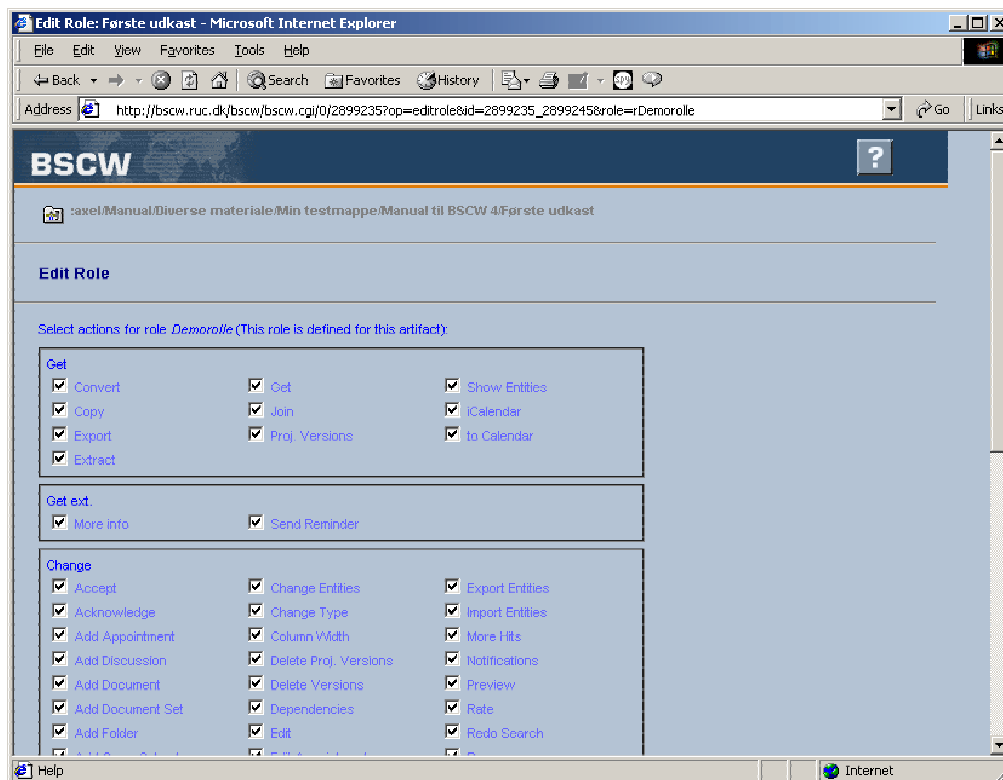 Edit Role: Første udkast - Microsoft Internet Explorer
File Edit View Favorites Tools Help
Back Search Favorites History
Address http://bscw.ruc.dk/bscw/bscw.cgi/0/2899235?op=editrole&id=2899235_2899245&role=rDemorolle Go Links
BSCW ?
:axel/Manual/Diverse materiale/Min testmappe/Manual til BSCW 4/Første udkast
Edit Role
Select actions for role Demorolle (This role is defined for this artifact):
Get
Convert Get Show Entities
Copy Join iCalendar
Export Proj. Versions to Calendar
Extract
Get ext.
More info Send Reminder
Change
Accept Change Entities Export Entities
Acknowledge Change Type Import Entities
Add Appointment Column Width More Hits
Add Discussion Delete Proj. Versions Notifications
Add Document Delete Versions Preview
Add Document Set Dependencies Rate
Add Folder Edit Redo Search
Help Internet